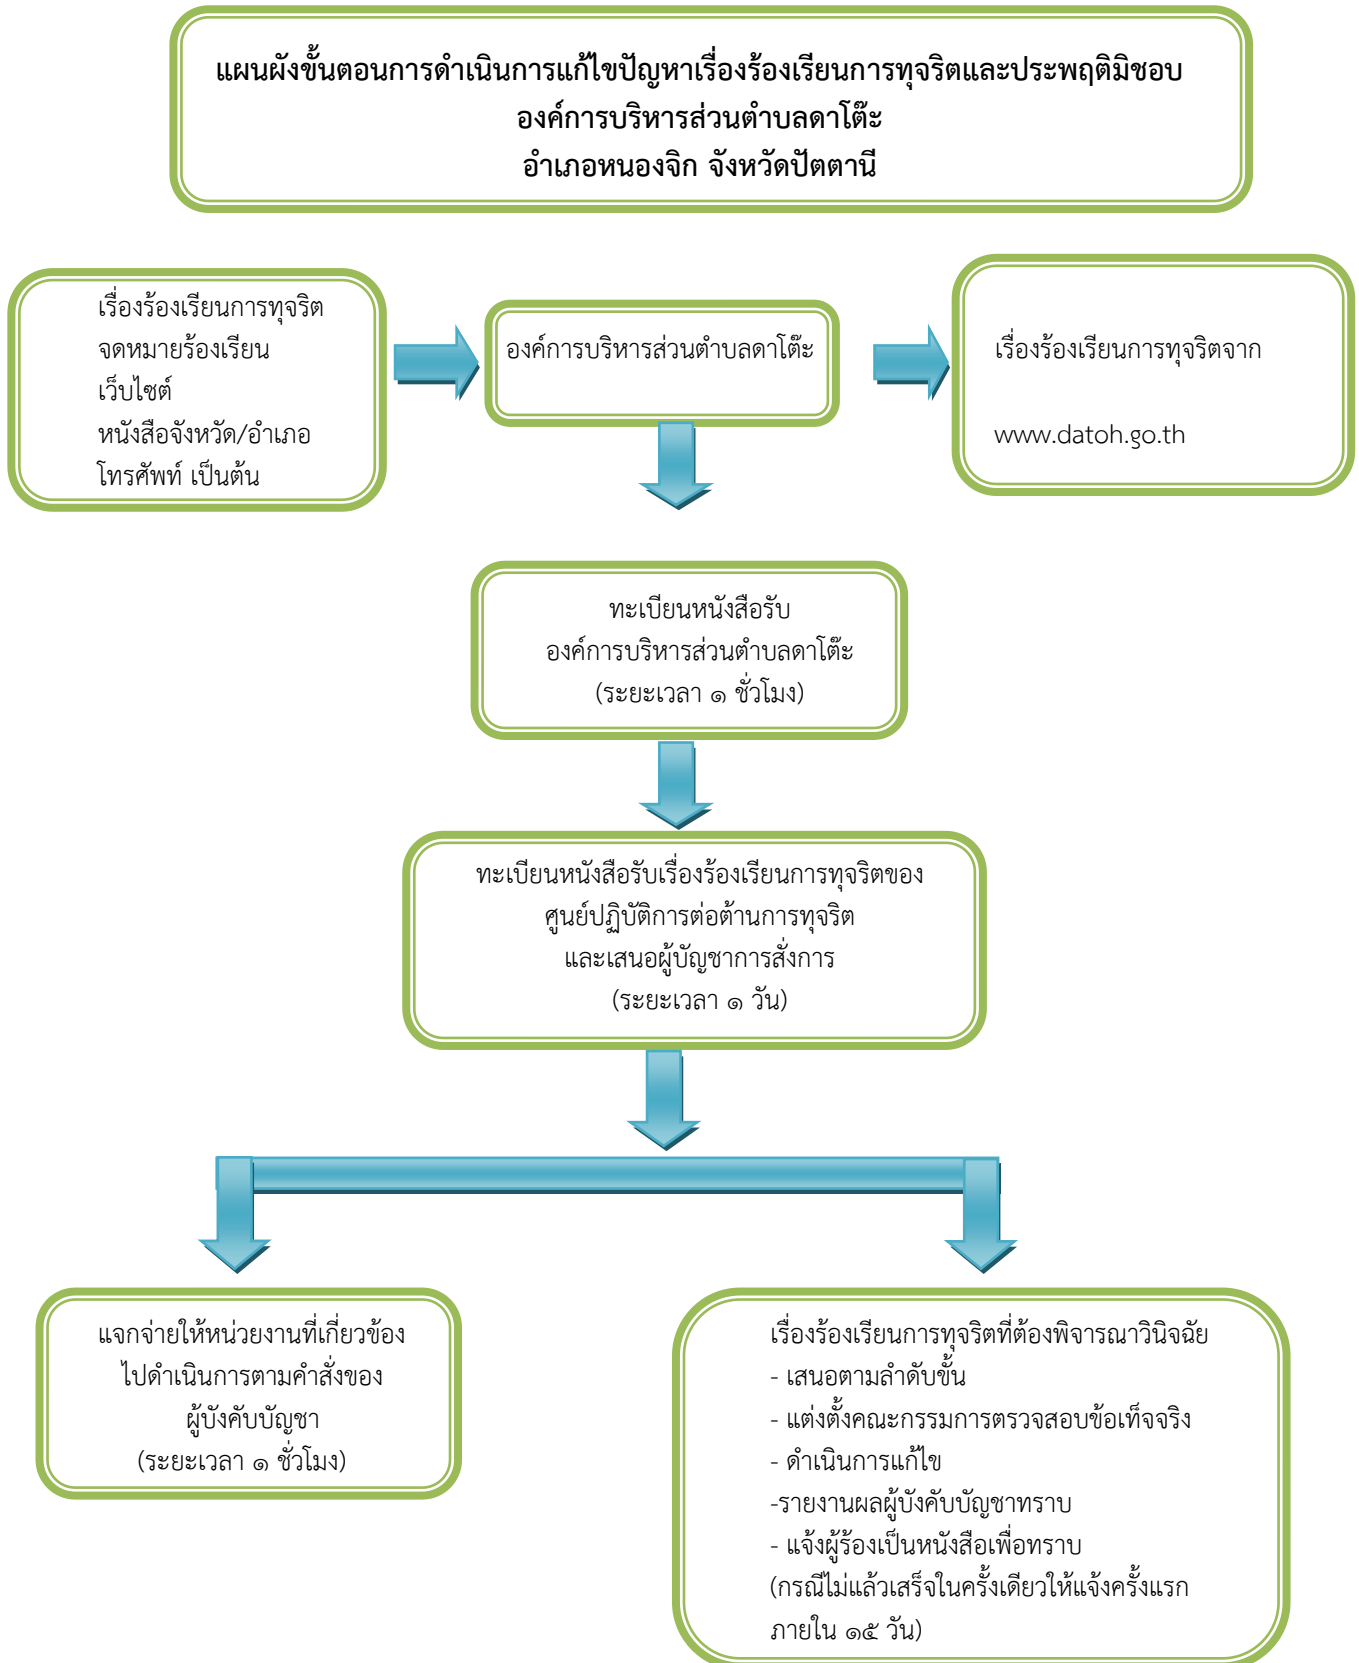 แผนผังขั้นตอนการดำเนินการแก้ไขปัญหาเรื่องร้องเรียนการทุจริตและประพฤติมิชอบ
องค์การบริหารส่วนตำบลดาโต๊ะ
อำเภอหนองจิก จังหวัดปัตตานี
เรื่องร้องเรียนการทุจริต
จดหมายร้องเรียน
เว็บไซต์
หนังสือจังหวัด/อำเภอ
โทรศัพท์ เป็นต้น
องค์การบริหารส่วนตำบลดาโต๊ะ
เรื่องร้องเรียนการทุจริตจาก
www.datoh.go.th
ทะเบียนหนังสือรับ
องค์การบริหารส่วนตำบลดาโต๊ะ
(ระยะเวลา ๑ ชั่วโมง)
ทะเบียนหนังสือรับเรื่องร้องเรียนการทุจริตของ
ศูนย์ปฏิบัติการต่อต้านการทุจริต
และเสนอผู้บัญชาการสั่งการ
(ระยะเวลา ๑ วัน)
แจกจ่ายให้หน่วยงานที่เกี่ยวข้อง
ไปดำเนินการตามคำสั่งของ
ผู้บังคับบัญชา
(ระยะเวลา ๑ ชั่วโมง)
เรื่องร้องเรียนการทุจริตที่ต้องพิจารณาวินิจฉัย
- เสนอตามลำดับขั้น
- แต่งตั้งคณะกรรมการตรวจสอบข้อเท็จจริง
- ดำเนินการแก้ไข
-รายงานผลผู้บังคับบัญชาทราบ
- แจ้งผู้ร้องเป็นหนังสือเพื่อทราบ
(กรณีไม่แล้วเสร็จในครั้งเดียวให้แจ้งครั้งแรก
ภายใน ๑๕ วัน)